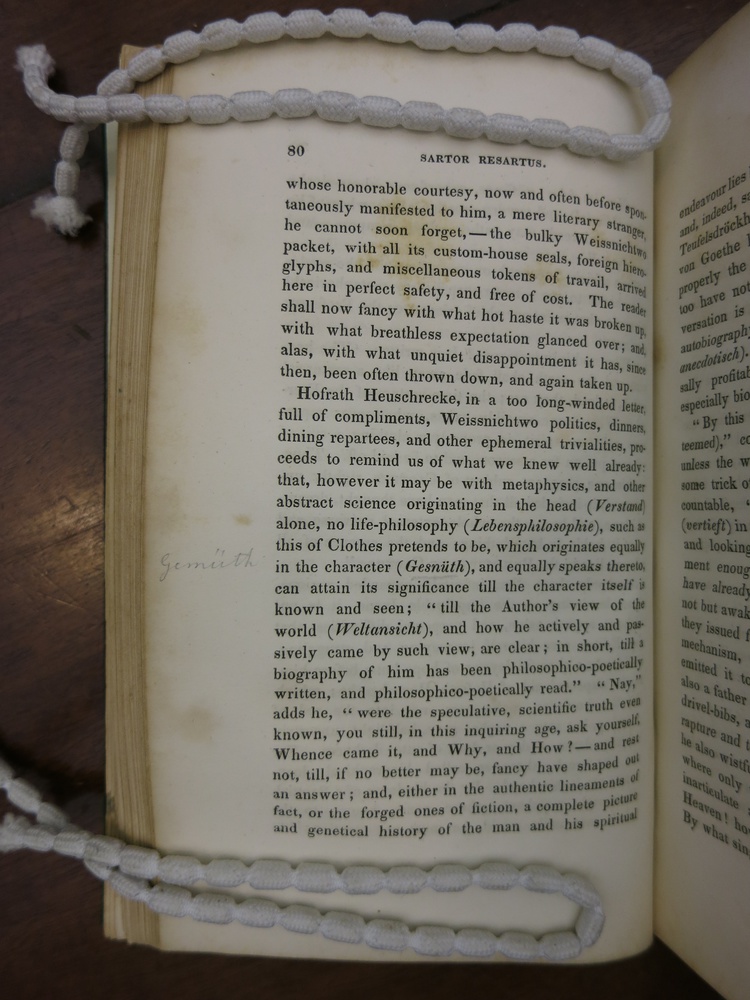 80
SARTOR RESARTUS.
whose honorable courtesy, now and often before spon-
taneously manifested to him, a mere literary stranger,
he cannot soon forget,—the bulky Weissnichtwo
packet, with all its custom-house seals, foreign hiero-
glyphs, and miscellaneous tokens of travail, arrived
here in perfect safety, and free of cost. The reader
shall now fancy with what hot haste it was broken up,
with what breathless expectation glanced over; and,
alas, with what unquiet disappointment it has, since
then, been often thrown down, and again taken up.
Hofrath Heuschrecke, in a too long-winded letter,
full of compliments, Weissnichtwo politics, dinners,
dining repartees, and other ephemeral trivialities, pro-
ceeds to remind us of what we knew well already:
that, however it may be with metaphysics, and other
abstract science originating in the head (Verstand)
alone, no life-philosophy (Lebensphilosophie), such as
this of Clothes pretends to be, which originates equally
Gemüth
in the character (Gesnüth), and equally speaks thereto,
can attain its significance till the character itself is
known and seen; "till the Author's view of the
world (Weltansicht), and how he actively and pas-
sively came by such view, are clear; in short, till a
biography of him has been philosophico-poetically
written, and philosophico-poetically read." "Nay,"
adds he, "were the speculative, scientific truth even
known, you still, in this inquiring age, ask yourself,
Whence came it, and Why, and How?—and rest
not, till, if no better may be, fancy have shaped out
an answer; and, either in the authentic lineaments of
fact, or the forged ones of fiction, a complete picture
and genetical history of the man and his spiritual
endeavour lies
and, indeed,
Teufelsdröckh
von Goethe
properly the
too have not
versation is
autobiography
anecdotisch).
sally profitab
especially bio
"By this
teemed),"
unless the
some trick
countable,
(vertieft) in
and looking
ment enoug
have already
not but awak
they issued
mechanism,
emitted it to
also a father
drivel-bibs,
rapture and
he also wistf
where only
inarticulate
Heaven!
By what